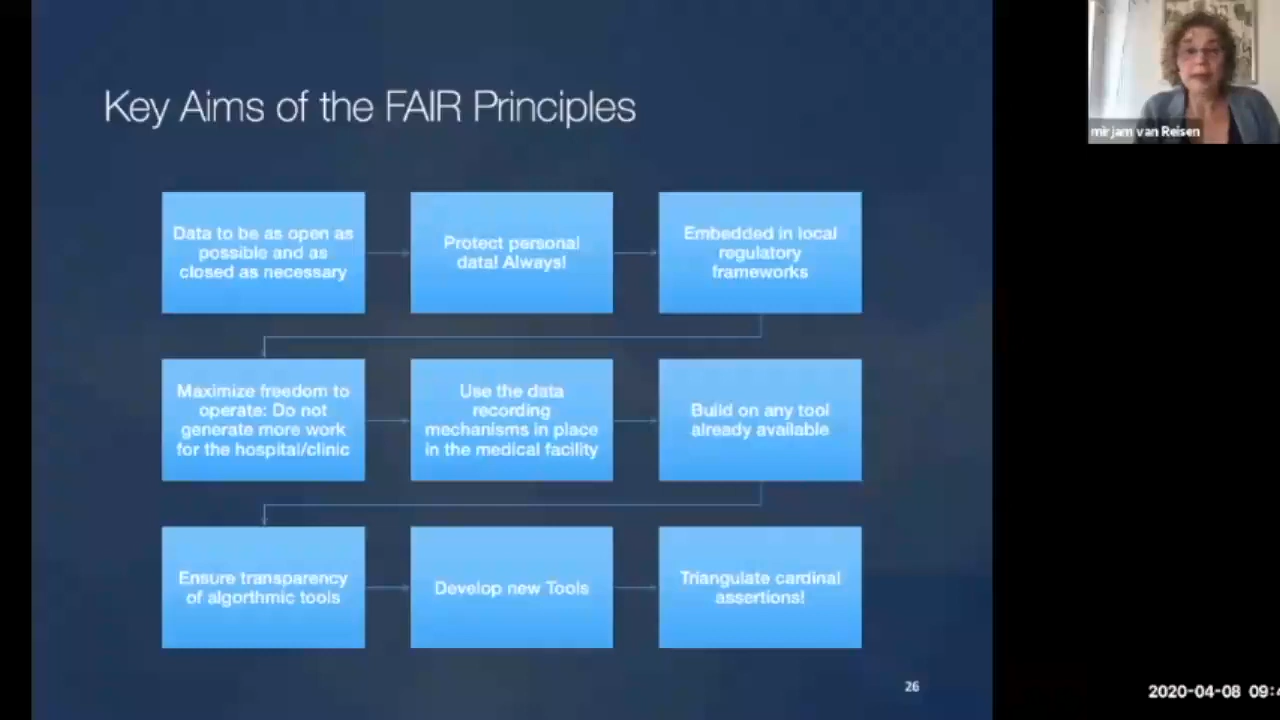 Key Aims of the FAIR Principles
Data to be as open as
possible and as
closed as necessary
Protect personal
data! Always!
Embedded in local
regulatory
frameworks
Maximize freedom to
operate: Do not
generate more work
for the hospital/clinic
Use the data
recording
mechanisms in place
in the medical facility
Build on any tool
already available
Ensure transparency
of algorthmic tools
Develop new Tools
Triangulate cardinal
assertions!
26
mirjam van Reisen
2020-04-08 09:4